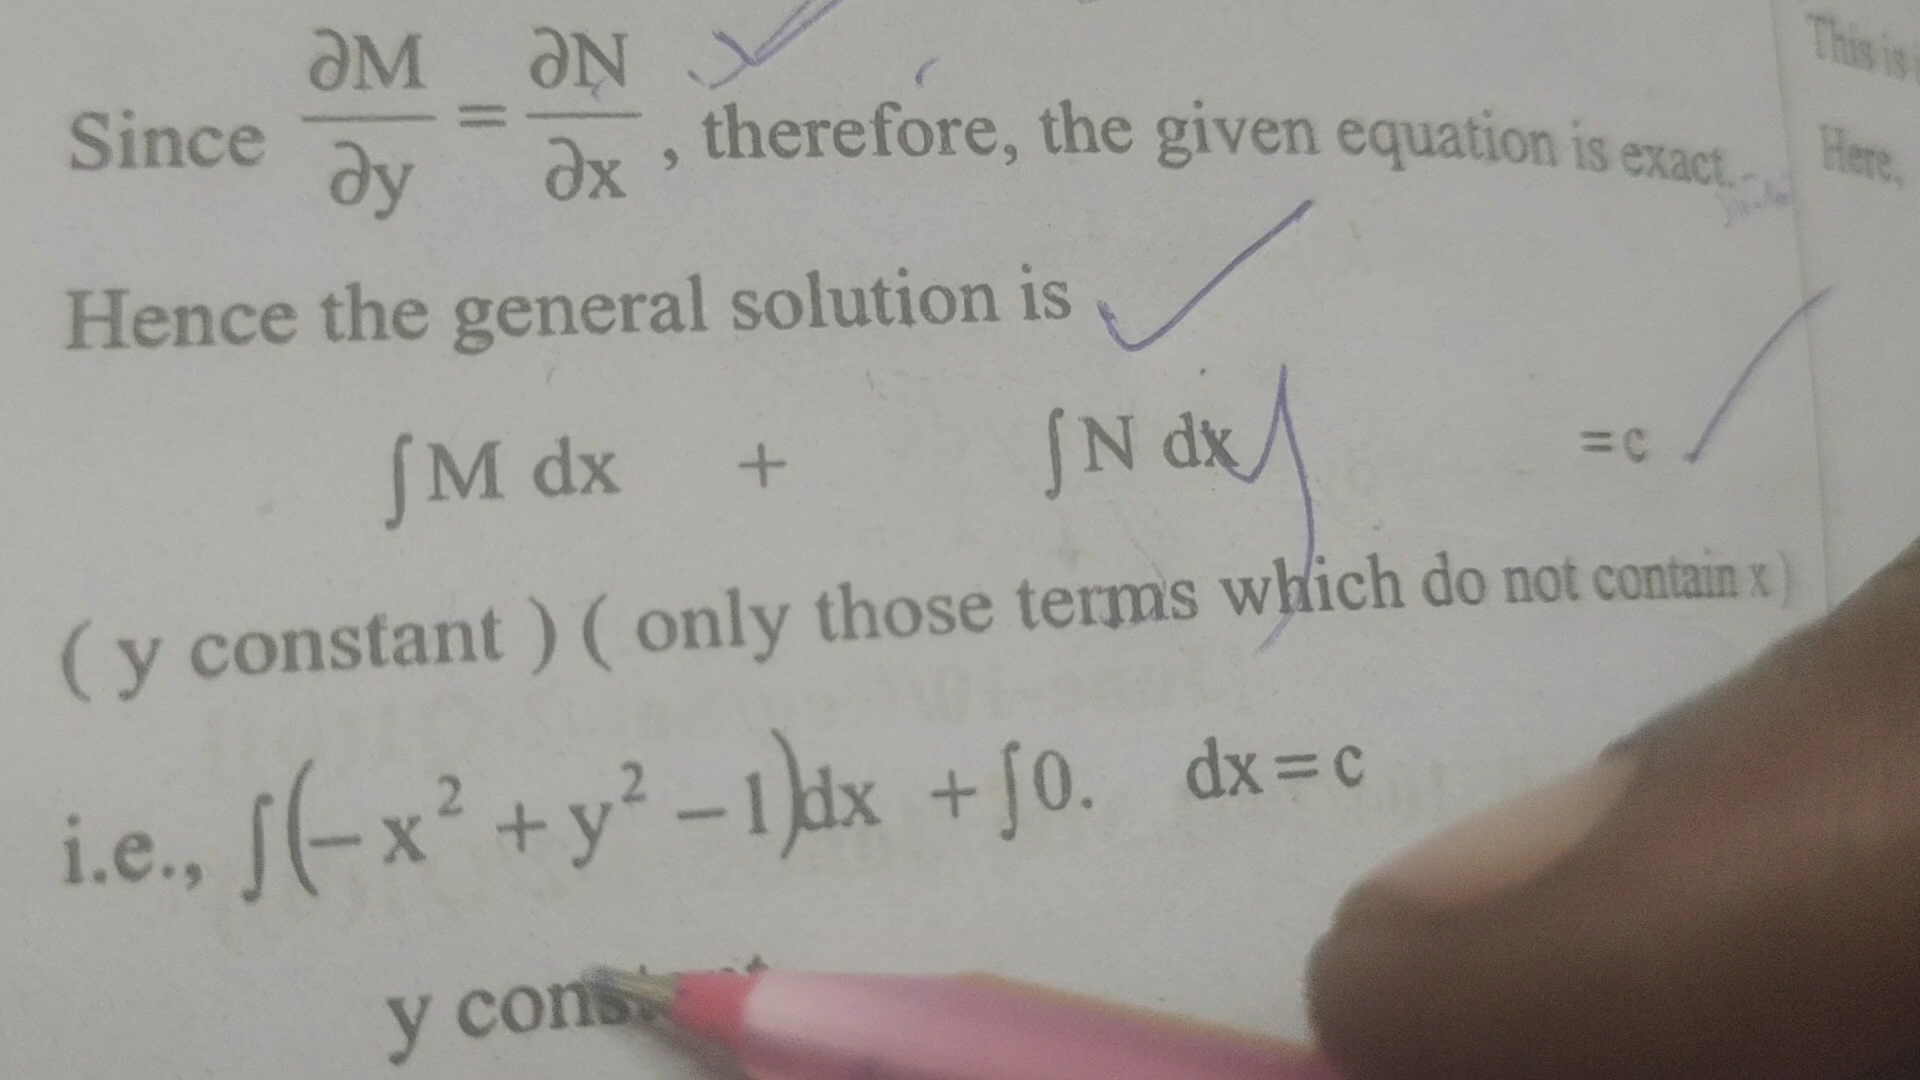 Since ∂M/∂y = ∂N/∂x , therefore, the given equation is exact.
Hence the general solution is
∫M dx + ∫N dx y = c
( y constant ) ( only those terms which do not contain x )
i.e., ∫(−x² + y² − 1)dx + ∫0. dx = c
y
This is
Here,